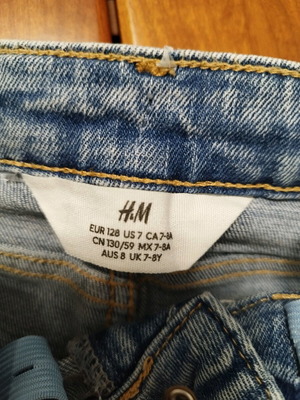 H&M
EUR 128 US 7 CA 7-8A
CN 130/59 MX 7-8A
AUS 8 UK 7-8Y